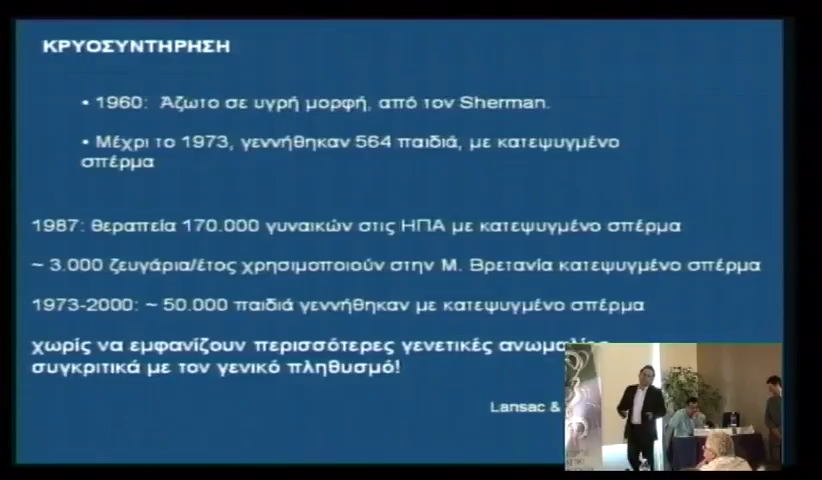 ΚΡΥΟΣΥΝΤΗΡΗΣΗ
• 1960: Άζωτο σε υγρή μορφή, από τον Sherman.
• Μέχρι το 1973, γεννήθηκαν 564 παιδιά, με κατεψυγμένο
σπέρμα
1987: θεραπεία 170.000 γυναικών στις ΗΠΑ με κατεψυγμένο σπέρμα
~ 3.000 ζευγάρια/έτος χρησιμοποιούν στην Μ. Βρετανία κατεψυγμένο σπέρμα
1973-2000: ~ 50.000 παιδιά γεννήθηκαν με κατεψυγμένο σπέρμα
χωρίς να εμφανίζουν περισσότερες γενετικές ανωμαλίες
συγκριτικά με τον γενικό πληθυσμό!
Lansac &